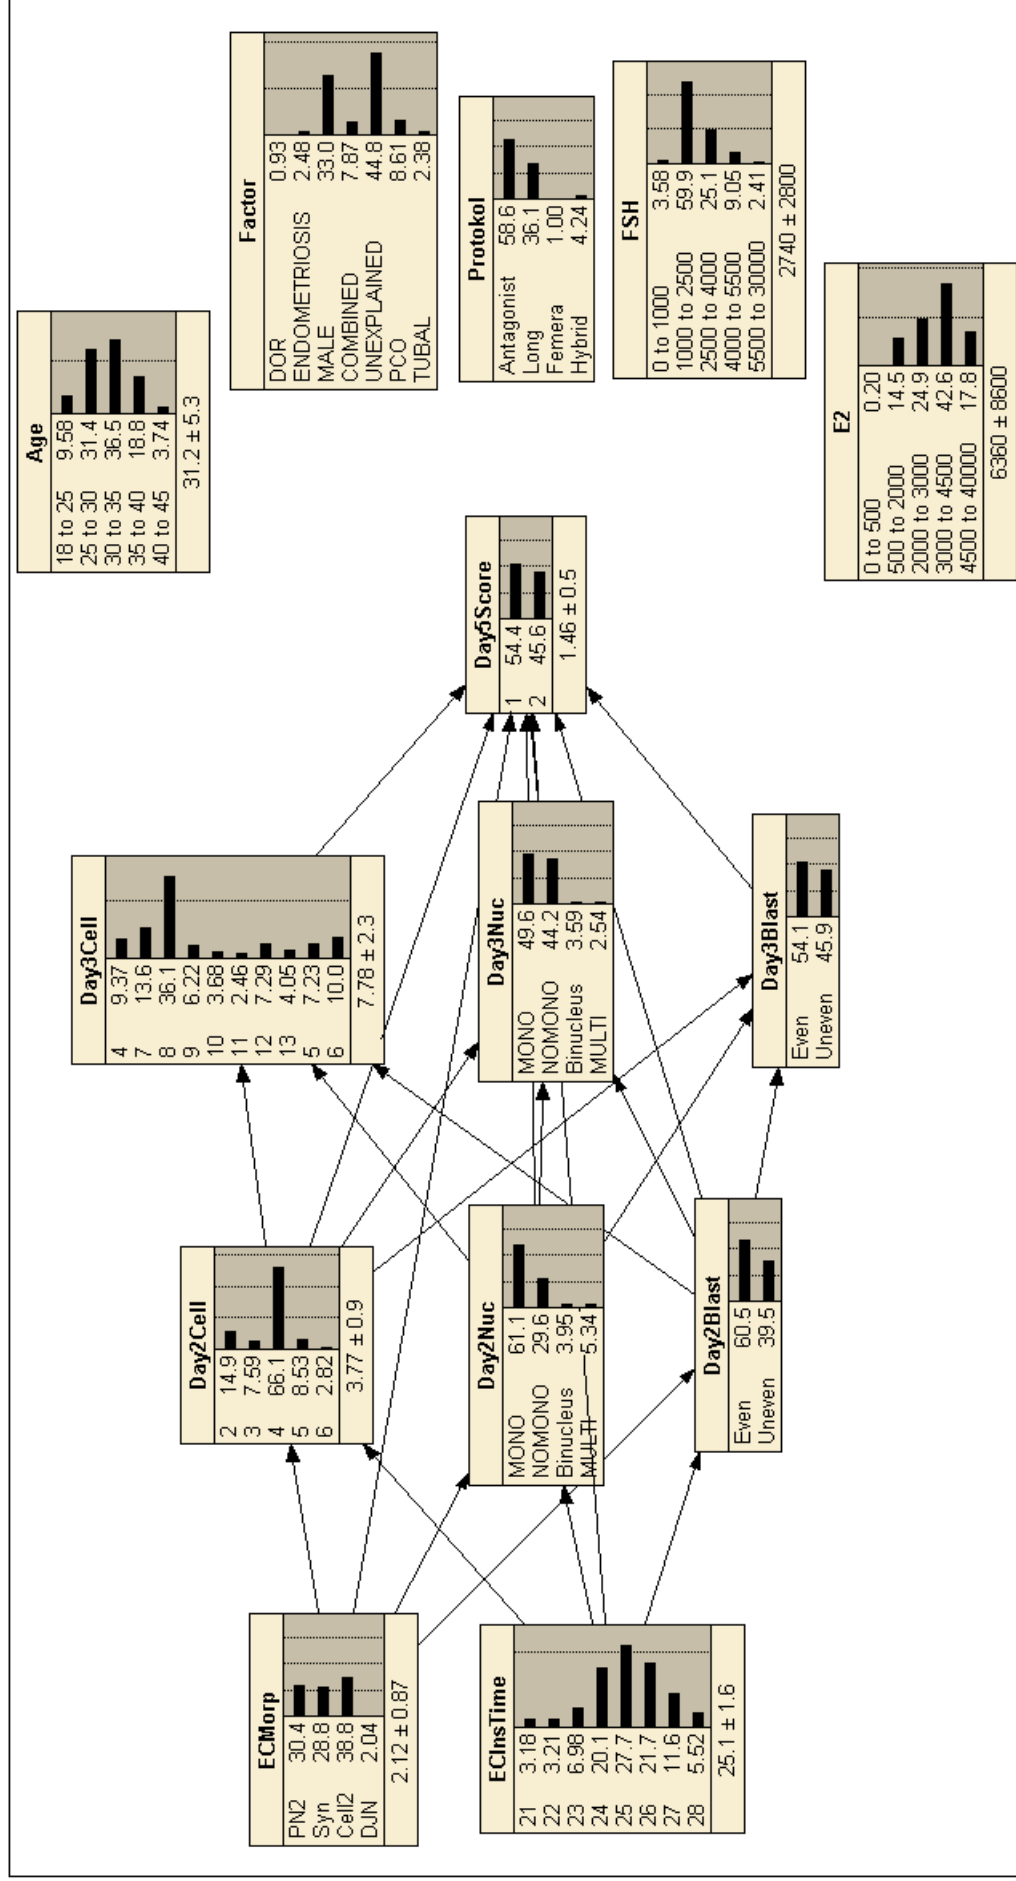 Age
18 to 25 9.58
25 to 30 31.4
30 to 35 36.5
35 to 40 18.8
40 to 45 3.74
31.2 ± 5.3
Factor
DOR 0.93
ENDOMETRIOSIS 2.48
MALE 33.0
COMBINED 7.87
UNEXPLAINED 44.8
PCO 8.61
TUBAL 2.38
Protokol
Antagonist 58.6
Long 36.1
Femera 1.00
Hybrid 4.24
FSH
0 to 1000 3.58
1000 to 2500 59.9
2500 to 4000 25.1
4000 to 5500 9.05
5500 to 30000 2.41
2740 ± 2800
E2
0 to 500 0.20
500 to 2000 14.5
2000 to 3000 24.9
3000 to 4500 42.6
4500 to 40000 17.8
6360 ± 8600
Day5Score
1 54.4
2 45.6
1.46 ± 0.5
Day3Cell
4 9.37
7 13.6
8 36.1
9 6.22
10 3.68
11 2.46
12 7.29
13 4.05
5 7.23
6 10.0
7.78 ± 2.3
Day3Nuc
MONO 49.6
NOMONO 44.2
Binucleus 3.59
MULTI 2.54
Day3Blast
Even 54.1
Uneven 45.9
Day2Cell
2 14.9
3 7.59
4 66.1
5 8.53
6 2.82
3.77 ± 0.9
Day2Nuc
MONO 61.1
NOMONO 29.6
Binucleus 3.95
MULTI 5.34
Day2Blast
Even 60.5
Uneven 39.5
ECMorp
PN2 30.4
Syn 28.8
Cell2 38.8
DJN 2.04
2.12 ± 0.87
ECInsTime
21 3.18
22 3.21
23 6.98
24 20.1
25 27.7
26 21.7
27 11.6
28 5.52
25.1 ± 1.6